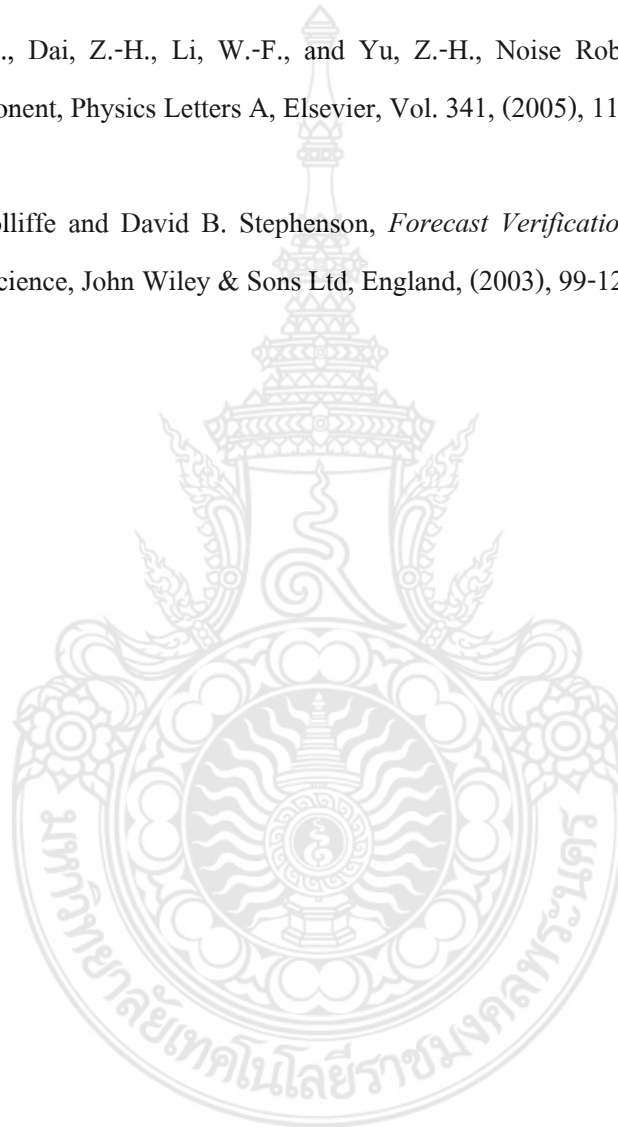 ., Dai, Z.-H., Li, W.-F., and Yu, Z.-H., Noise Rob
onent, Physics Letters A, Elsevier, Vol. 341, (2005), 11
olliffe and David B. Stephenson, Forecast Verificatio
cience, John Wiley & Sons Ltd, England, (2003), 99-12
มหาวิทยาลัยเทคโนโลยีราชมงคลพระนคร